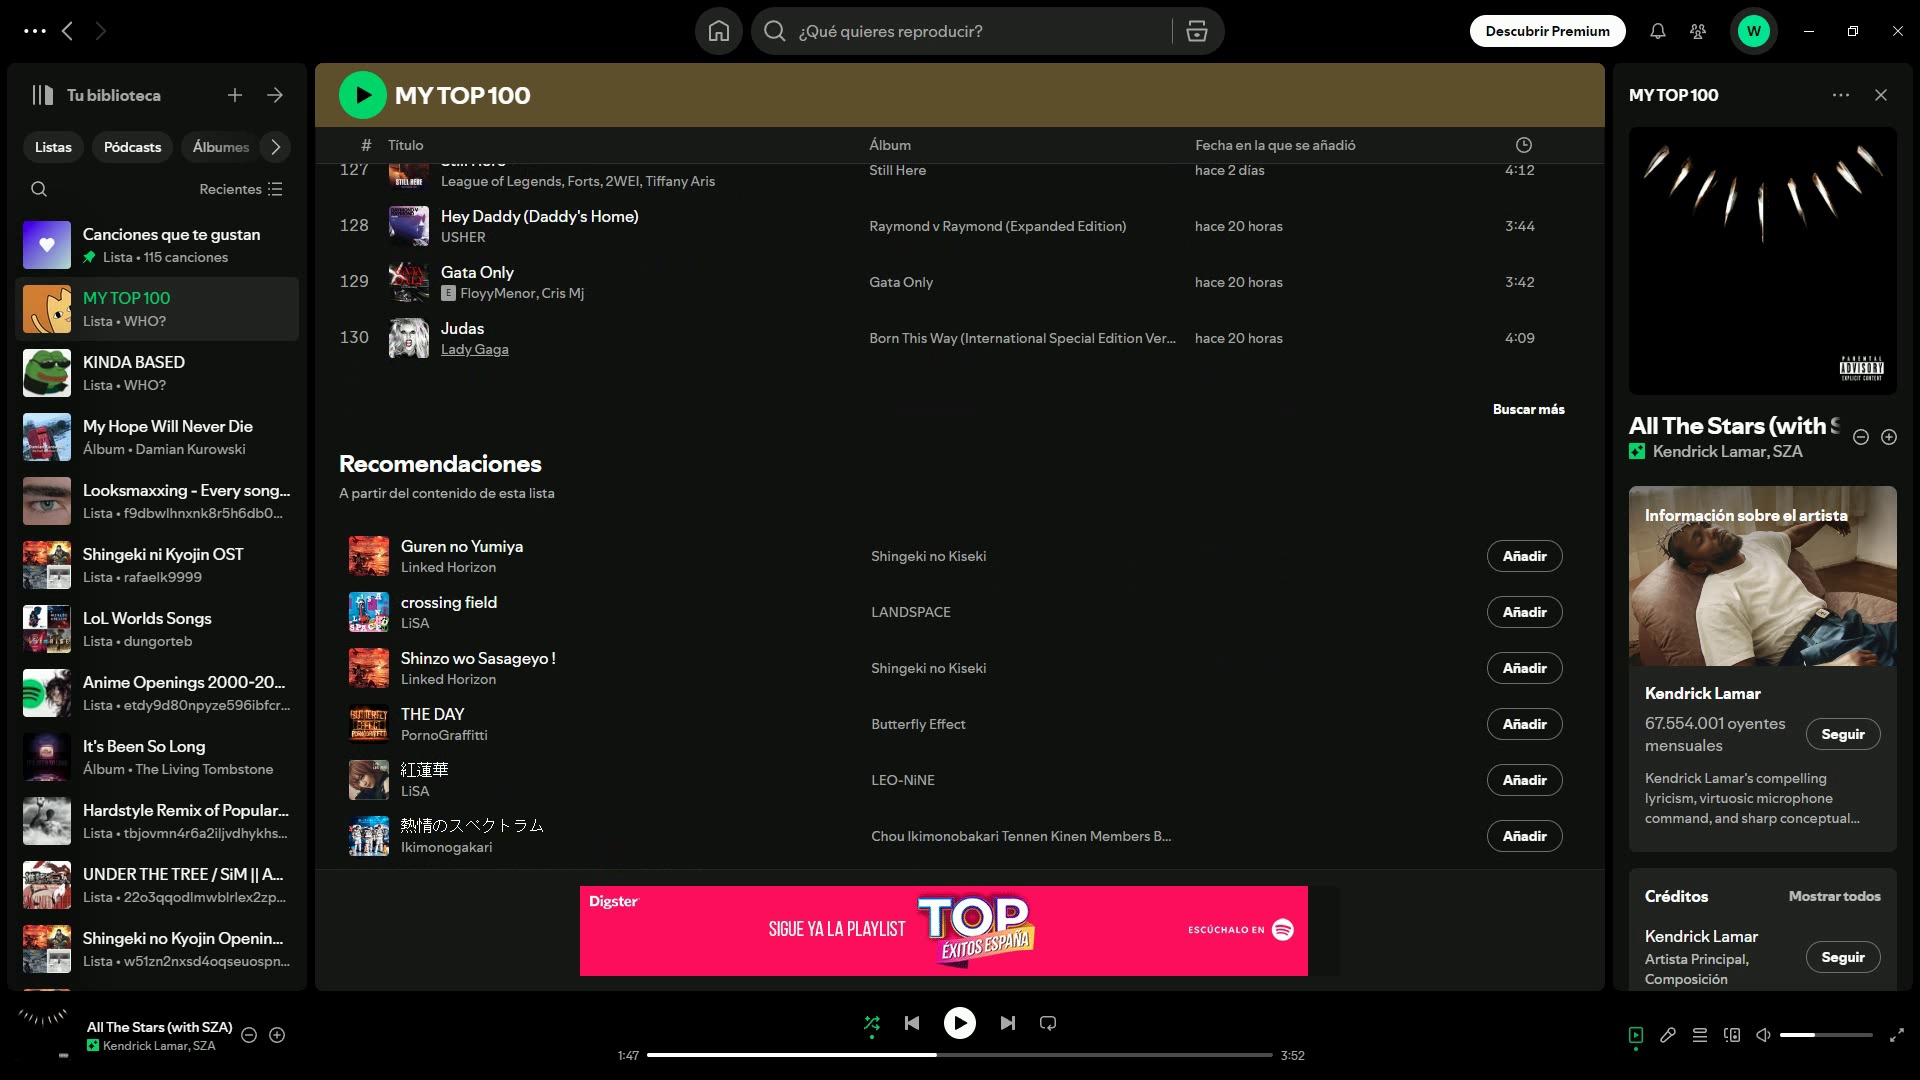 ¿Qué quieres reproducir?
Descubrir Premium
W
Tu biblioteca
Listas
Pódcasts
Álbumes
Recientes
Canciones que te gustan
Lista • 115 canciones
MY TOP 100
Lista • WHO?
KINDA BASED
Lista • WHO?
My Hope Will Never Die
Álbum • Damian Kurowski
Looksmaxxing - Every song...
Lista • f9dbwlhnxnk8r5h6db0...
Shingeki ni Kyojin OST
Lista • rafaelk9999
LoL Worlds Songs
Lista • dungorteb
Anime Openings 2000-20...
Lista • etdy9d80npyze596ibfcr...
It's Been So Long
Álbum • The Living Tombstone
Hardstyle Remix of Popular...
Lista • tbjovmn4r6a2iljvdhykhs...
UNDER THE TREE / SiM || A...
Lista • 22o3qqodlmwblrlex2zp...
Shingeki no Kyojin Openin...
Lista • w51zn2nxsd4oqseuospn...
MY TOP 100
# Título Álbum Fecha en la que se añadió
127 Still Here Still Here hace 2 días 4:12
League of Legends, Forts, 2WEI, Tiffany Aris
128 Hey Daddy (Daddy's Home) Raymond v Raymond (Expanded Edition) hace 20 horas 3:44
USHER
129 Gata Only Gata Only hace 20 horas 3:42
E FloyyMenor, Cris Mj
130 Judas Born This Way (International Special Edition Ver... hace 20 horas 4:09
Lady Gaga
Buscar más
Recomendaciones
A partir del contenido de esta lista
Guren no Yumiya Shingeki no Kiseki Añadir
Linked Horizon
crossing field LANDSPACE Añadir
LiSA
Shinzo wo Sasageyo ! Shingeki no Kiseki Añadir
Linked Horizon
THE DAY Butterfly Effect Añadir
PornoGraffitti
紅蓮華 LEO-NiNE Añadir
LiSA
熱情のスペクトラム Chou Ikimonobakari Tennen Kinen Members B... Añadir
Ikimonogakari
Digster
SIGUE YA LA PLAYLIST
TOP
ÉXITOS ESPAÑA
ESCÚCHALO EN
MY TOP 100
PARENTAL
ADVISORY
EXPLICIT CONTENT
All The Stars (with S
Kendrick Lamar, SZA
Información sobre el artista
Kendrick Lamar
67.554.001 oyentes
mensuales
Seguir
Kendrick Lamar's compelling
lyricism, virtuosic microphone
command, and sharp conceptual...
Créditos
Mostrar todos
Kendrick Lamar
Artista Principal,
Composición
Seguir
All The Stars (with SZA)
Kendrick Lamar, SZA
1:47
3:52